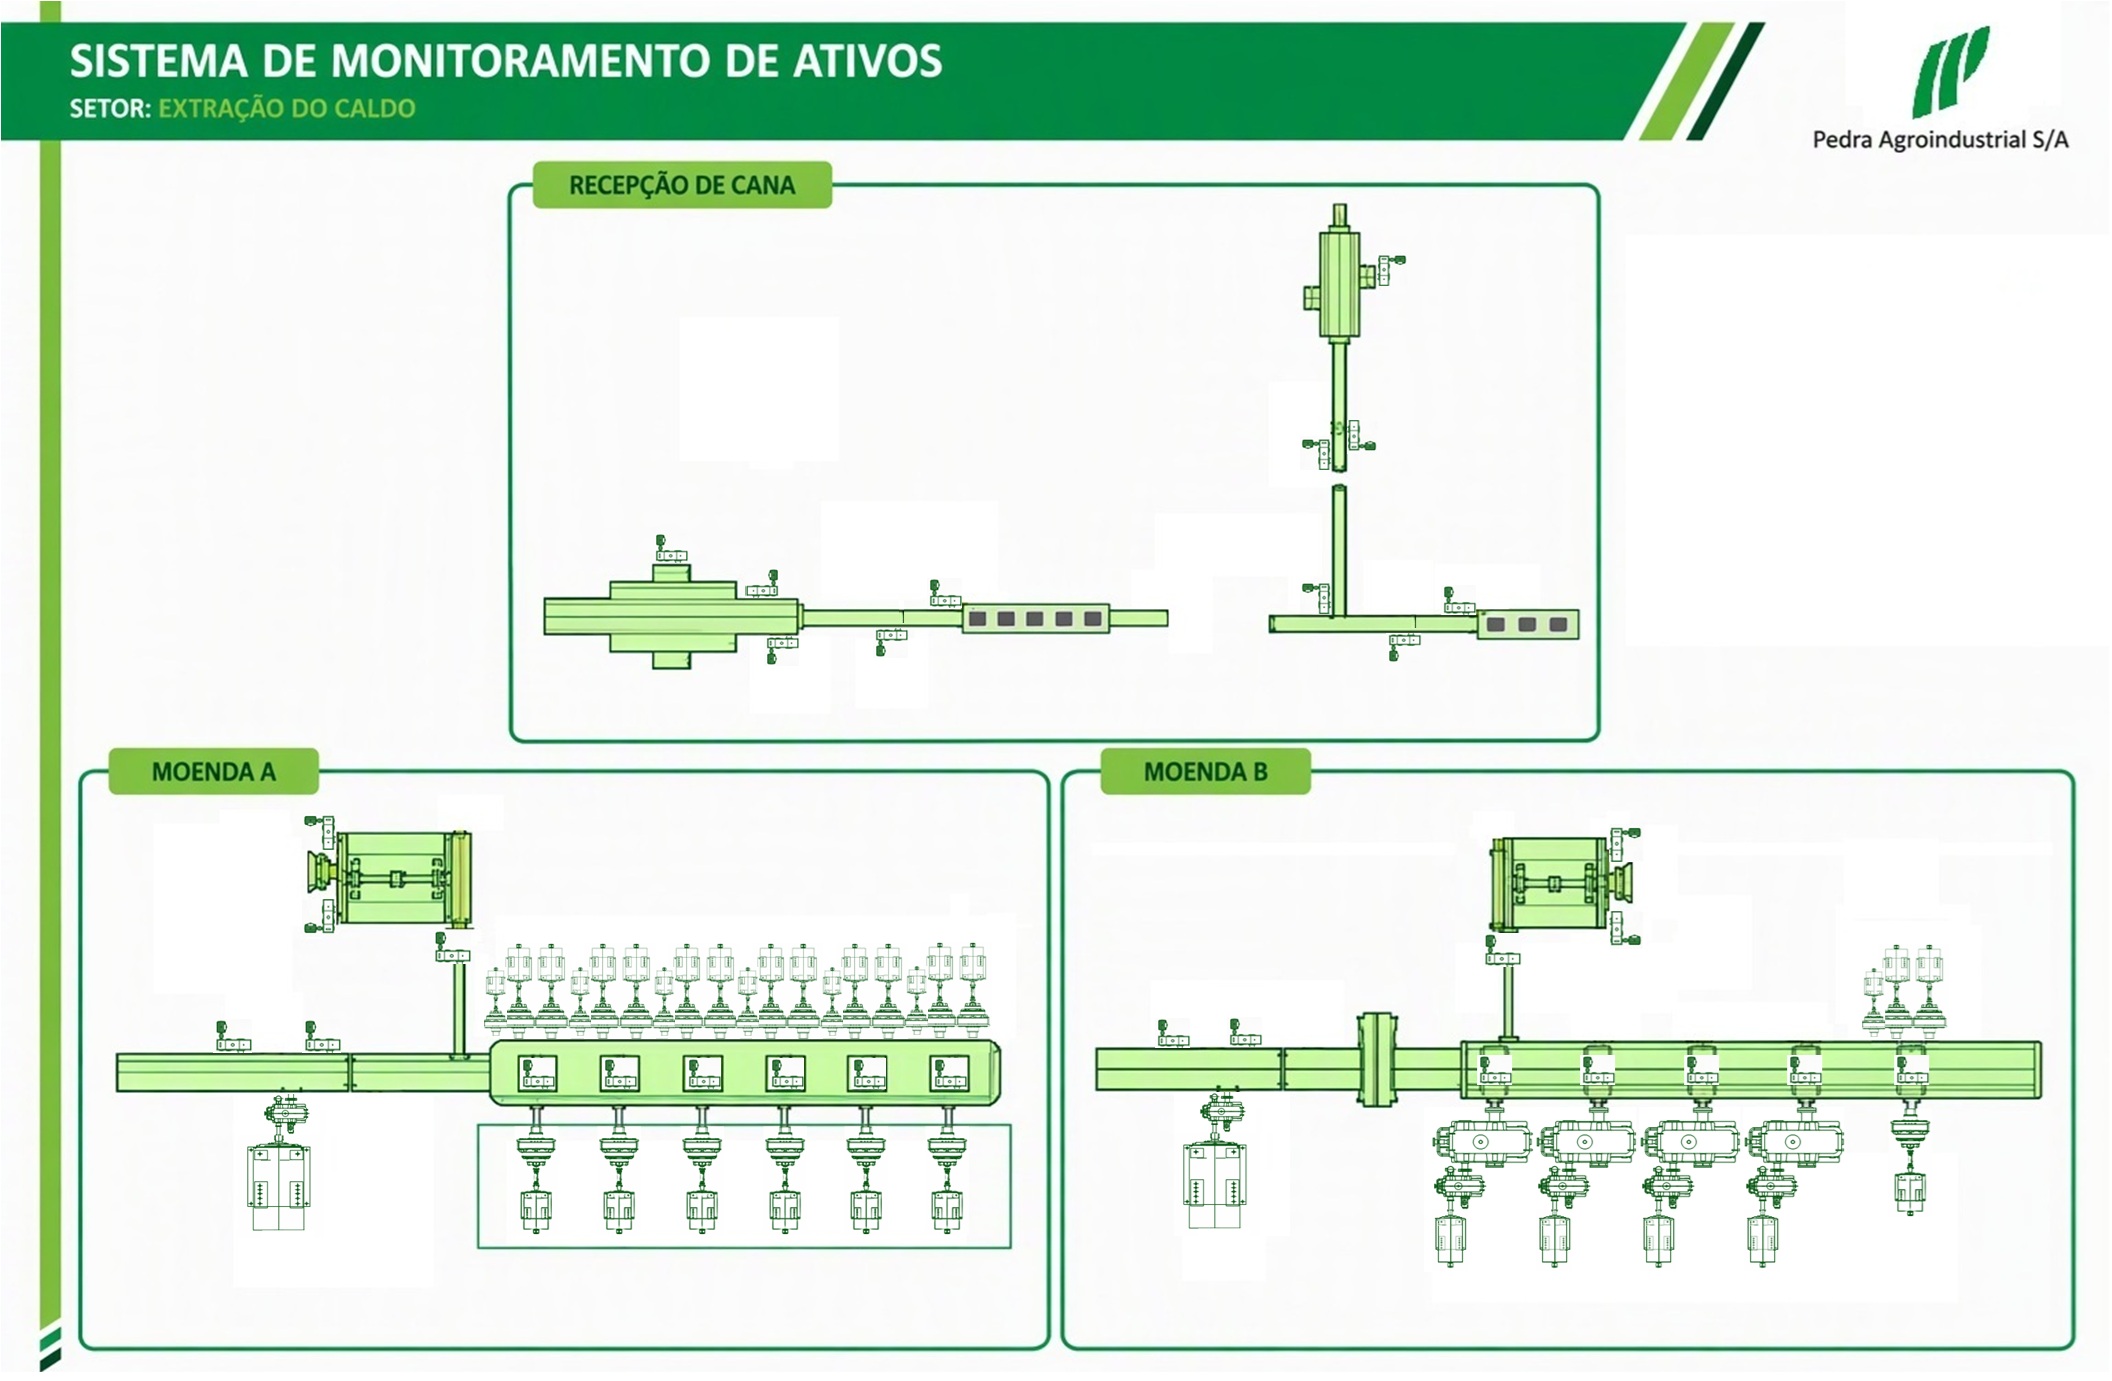 SISTEMA DE MONITORAMENTO DE ATIVOS
SETOR: EXTRAÇÃO DO CALDO
Pedra Agroindustrial S/A
RECEPÇÃO DE CANA
MOENDA A
MOENDA B